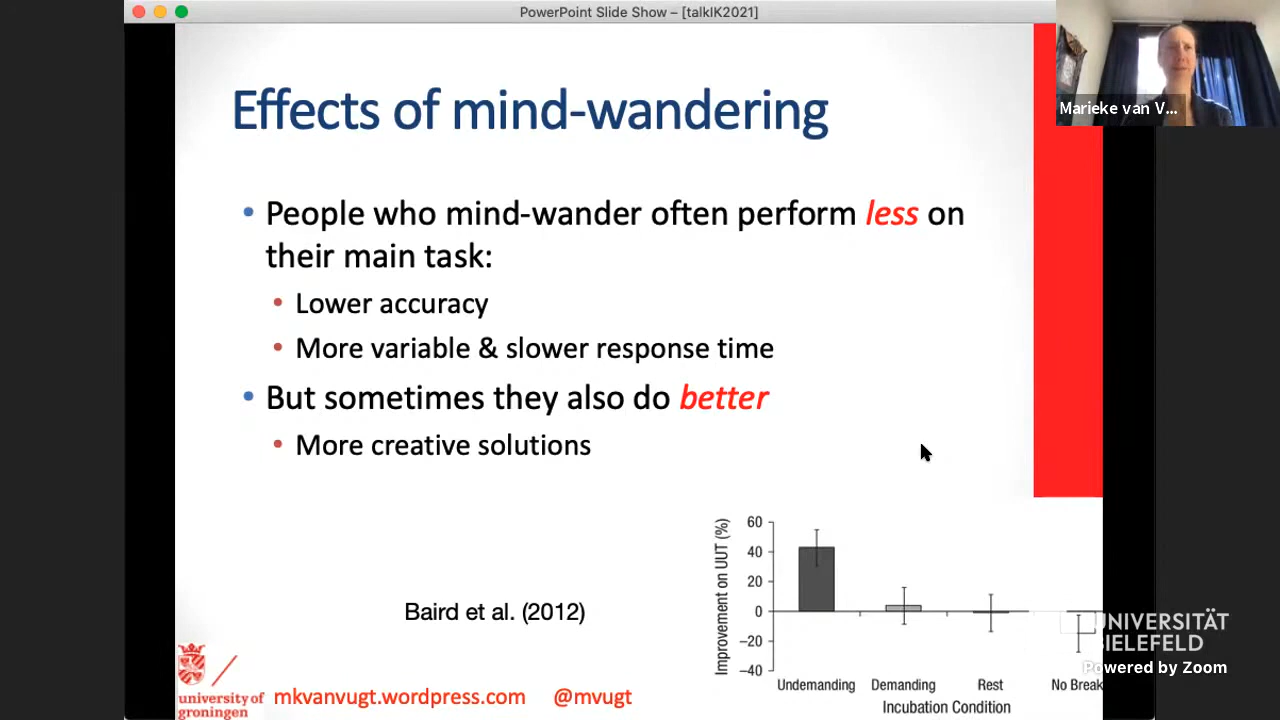 PowerPoint Slide Show – [talkIK2021]
Marieke van V...
Effects of mind-wandering
• People who mind-wander often perform less on
their main task:
• Lower accuracy
• More variable & slower response time
• But sometimes they also do better
• More creative solutions
Improvement on UUT (%)
60
40
20
0
–20
–40
Undemanding Demanding Rest No Break
Incubation Condition
Baird et al. (2012)
UNIVERSITÄT
BIELEFELD
Powered by Zoom
university of
groningen
mkvanvugt.wordpress.com @mvugt